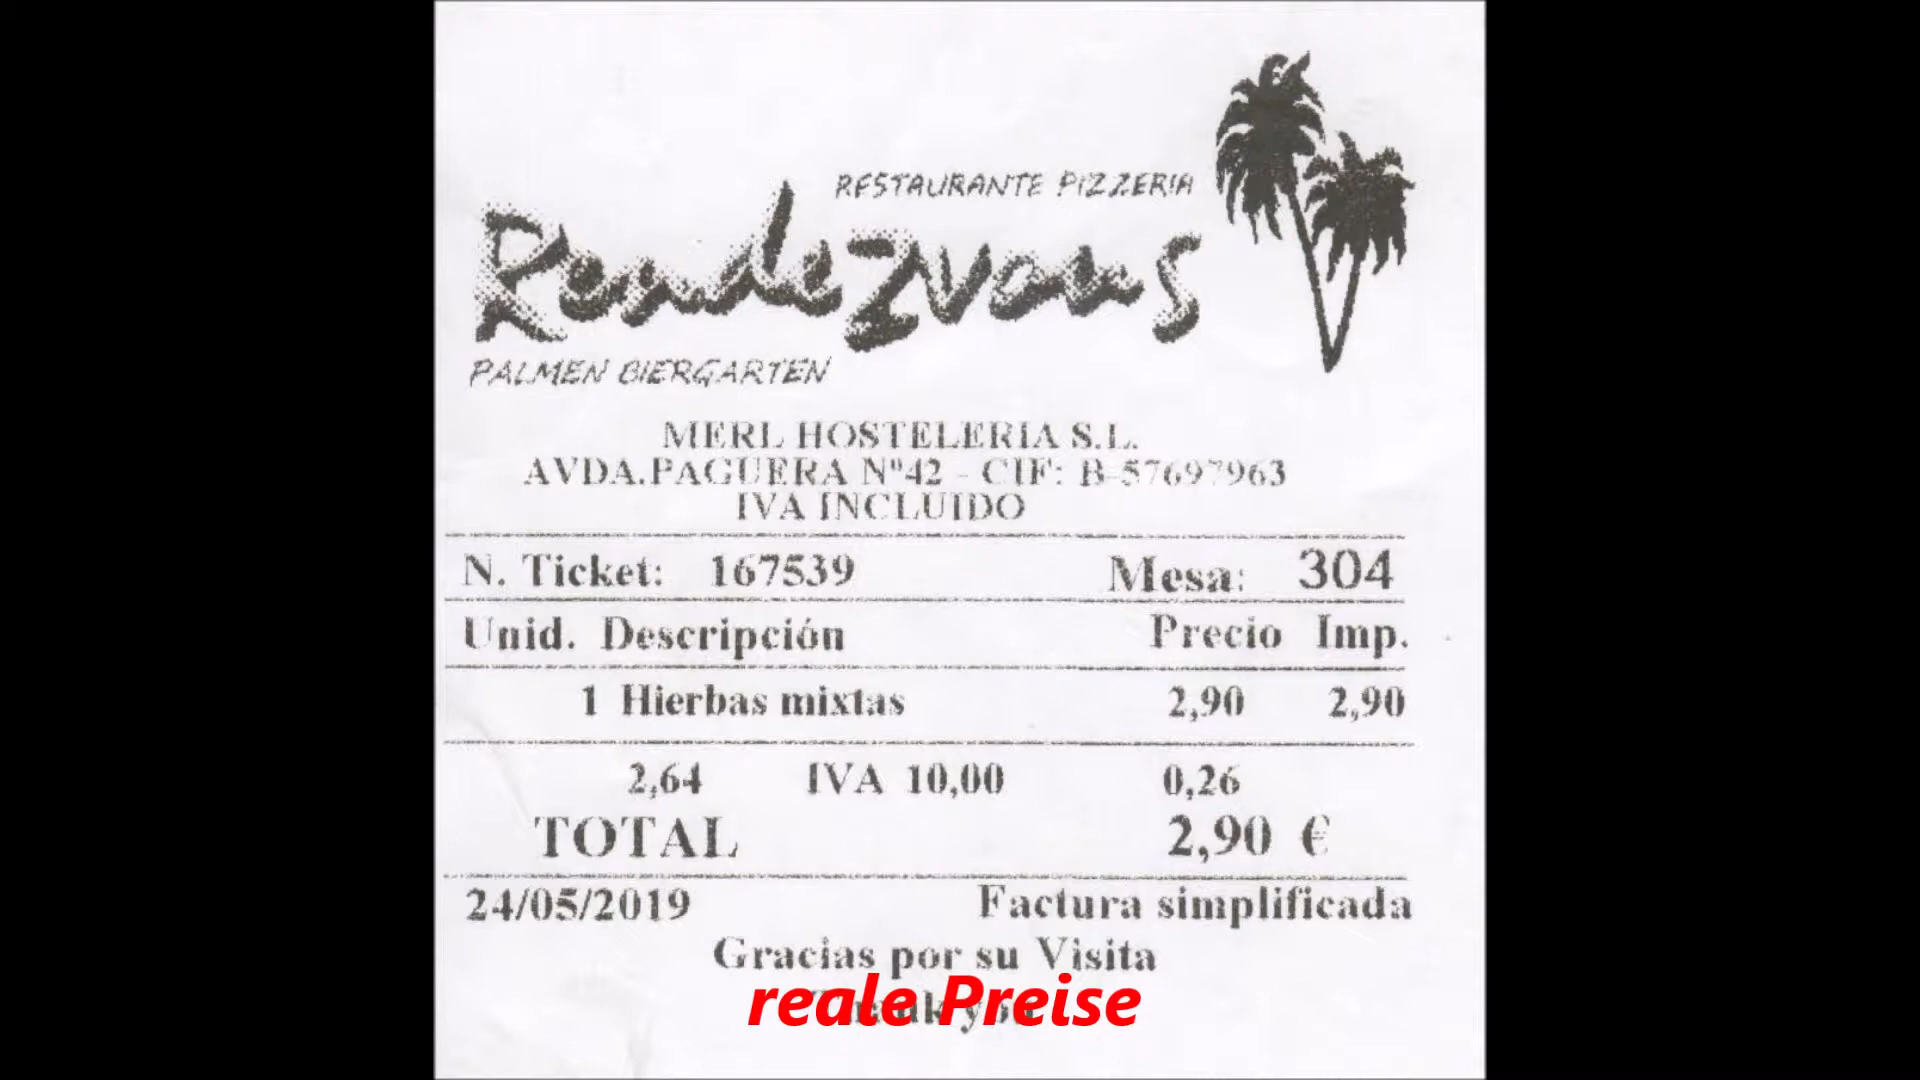 RESTAURANTE PIZZERIA
Rendezvous
PALMEN BIERGARTEN
MERL HOSTELERIA S.L.
AVDA.PAGUERA Nº42 - CIF: B-57697963
IVA INCLUIDO
N. Ticket: 167539 Mesa: 304
Unid. Descripción Precio Imp.
1 Hierbas mixtas 2,90 2,90
2,64 IVA 10,00 0,26
TOTAL 2,90 €
24/05/2019 Factura simplificada
Gracias por su Visita
reale Preise